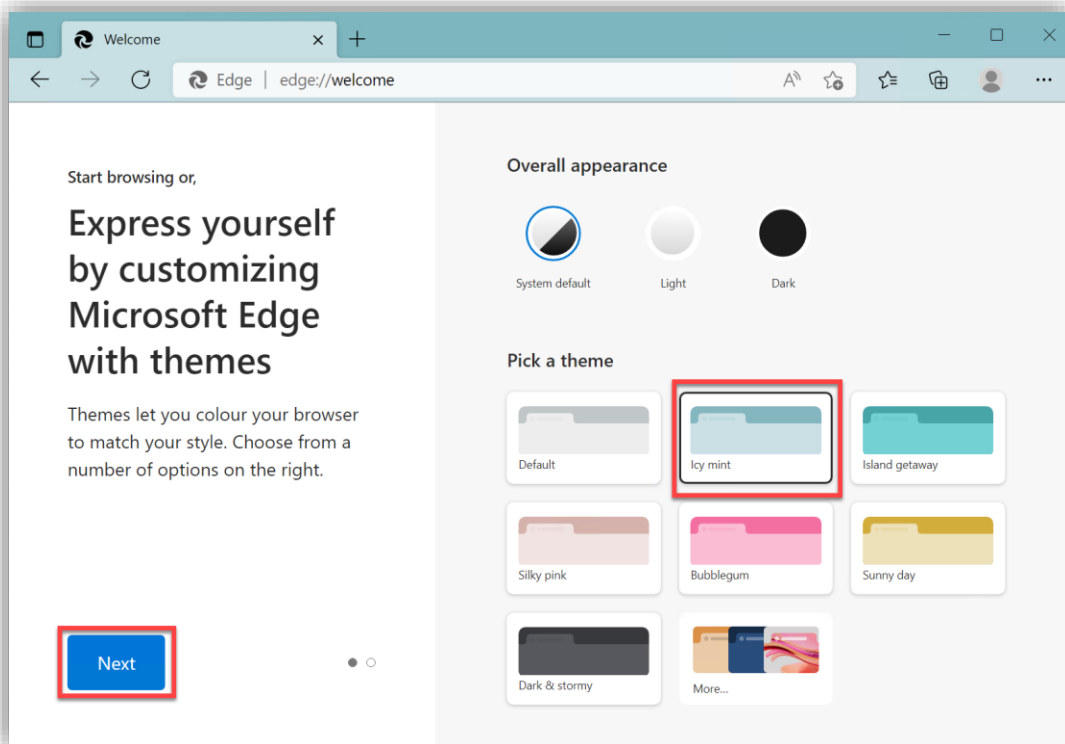 Welcome
Edge | edge://welcome
Start browsing or,
Express yourself
by customizing
Microsoft Edge
with themes
Themes let you colour your browser
to match your style. Choose from a
number of options on the right.
Next
Overall appearance
System default Light Dark
Pick a theme
Default Icy mint Island getaway
Silky pink Bubblegum Sunny day
Dark & stormy More...